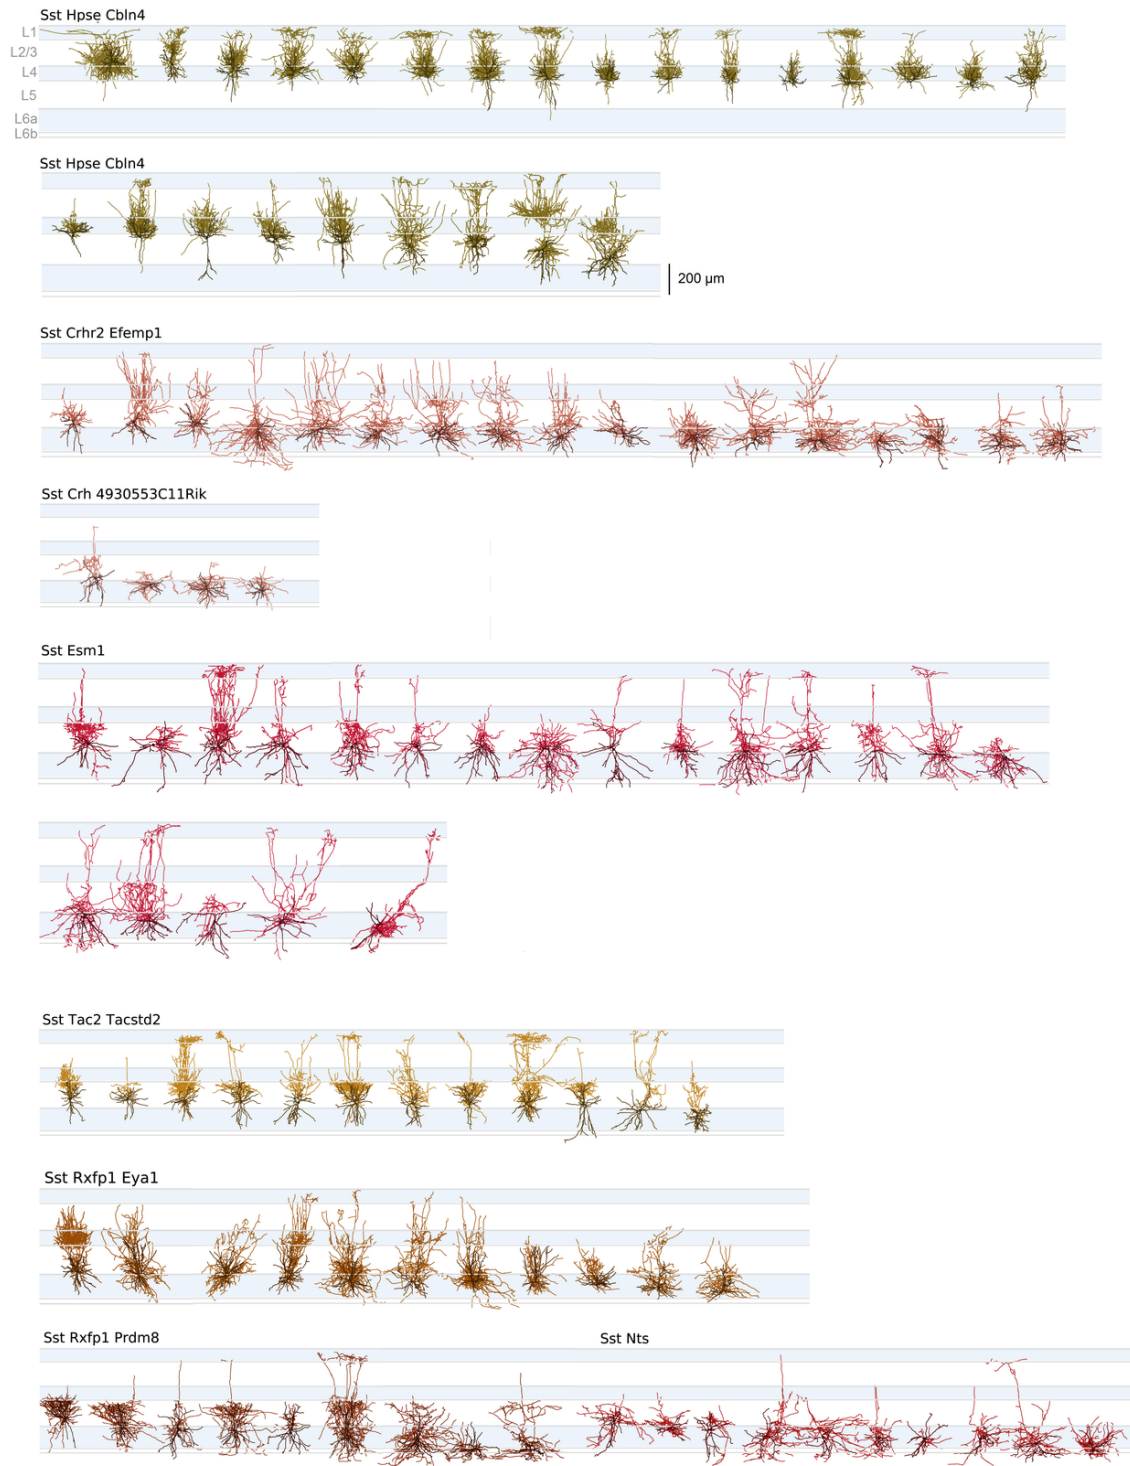 Sst Hpse Cbln4
L1
L2/3
L4
L5
L6a
L6b
Sst Hpse Cbln4
200 µm
Sst Crhr2 Efemp1
Sst Crh 4930553C11Rik
Sst Esm1
Sst Tac2 Tacstd2
Sst Rxfp1 Eya1
Sst Rxfp1 Prdm8
Sst Nts